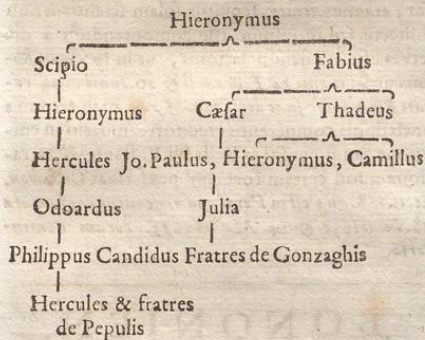 Hieronymus
Scipio Fabius
Hieronymus Cæſar Thadeus
Hercules Jo. Paulus, Hieronymus, Camillus
Odoardus Julia
Philippus Candidus Fratres de Gonzaghis
Hercules & fratres
de Pepulis